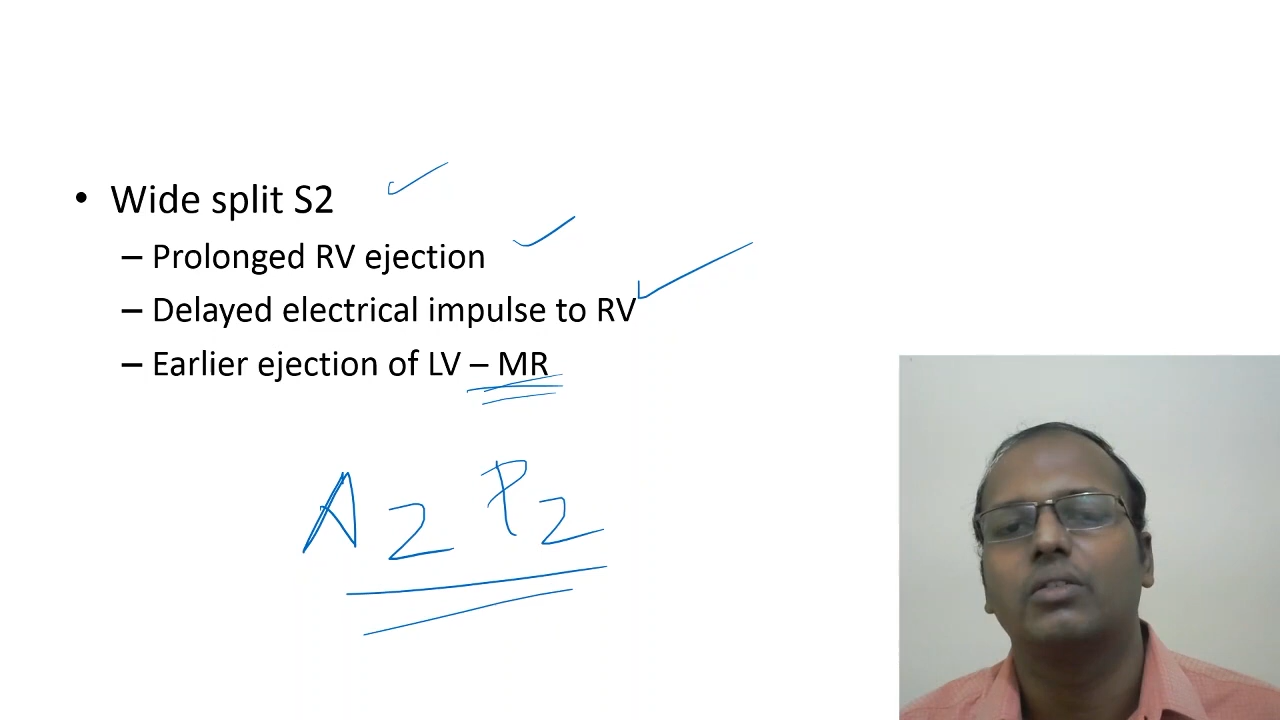 • Wide split S2
– Prolonged RV ejection
– Delayed electrical impulse to RV
– Earlier ejection of LV – MR
A2 P2